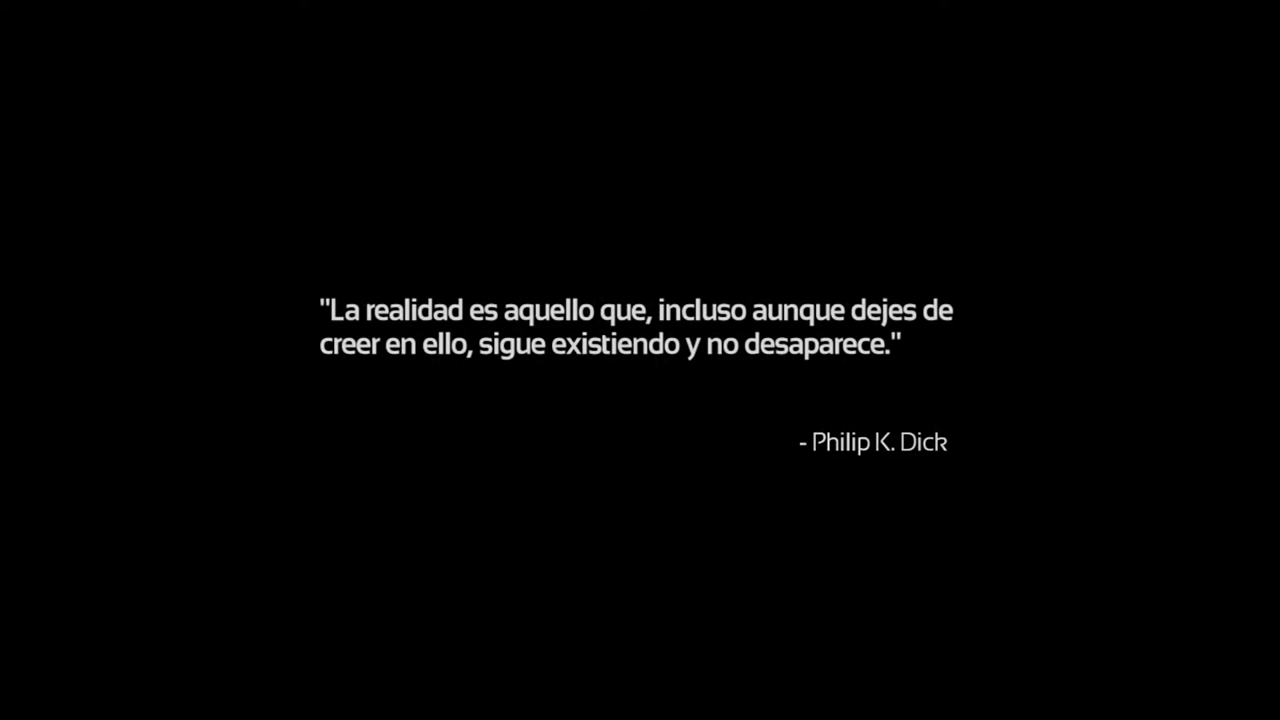 "La realidad es aquello que, incluso aunque dejes de
creer en ello, sigue existiendo y no desaparece."
- Philip K. Dick